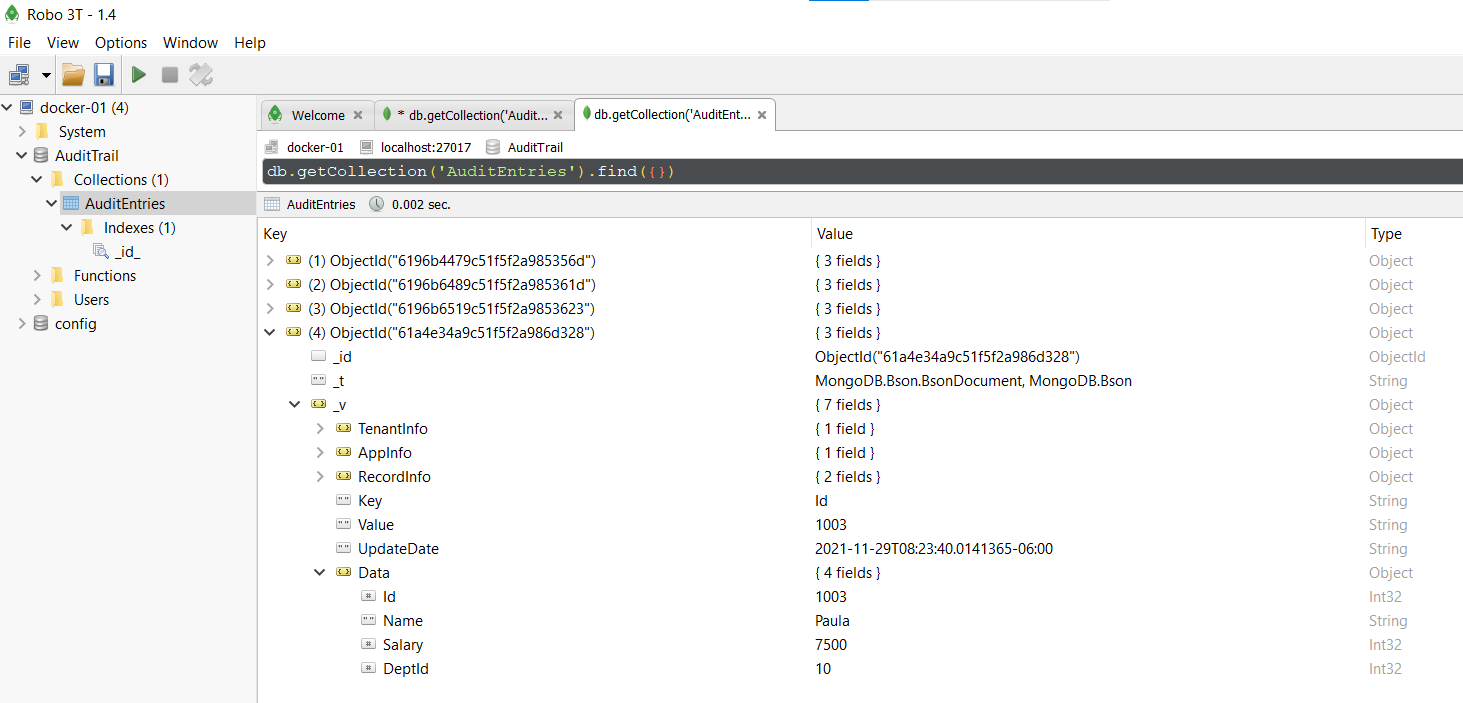 Robo 3T - 1.4
File View Options Window Help
docker-01 (4)
System
AuditTrail
Collections (1)
AuditEntries
Indexes (1)
_id_
Functions
Users
config
Welcome * db.getCollection('Audit... db.getCollection('AuditEnt...
docker-01 localhost:27017 AuditTrail
db.getCollection('AuditEntries').find({})
AuditEntries 0.002 sec.
Key Value Type
(1) ObjectId("6196b4479c51f5f2a985356d") { 3 fields } Object
(2) ObjectId("6196b6489c51f5f2a985361d") { 3 fields } Object
(3) ObjectId("6196b6519c51f5f2a9853623") { 3 fields } Object
(4) ObjectId("61a4e34a9c51f5f2a986d328") { 3 fields } Object
_id ObjectId("61a4e34a9c51f5f2a986d328") ObjectId
_t MongoDB.Bson.BsonDocument, MongoDB.Bson String
_v { 7 fields } Object
TenantInfo { 1 field } Object
AppInfo { 1 field } Object
RecordInfo { 2 fields } Object
Key Id String
Value 1003 String
UpdateDate 2021-11-29T08:23:40.0141365-06:00 String
Data { 4 fields } Object
Id 1003 Int32
Name Paula String
Salary 7500 Int32
DeptId 10 Int32